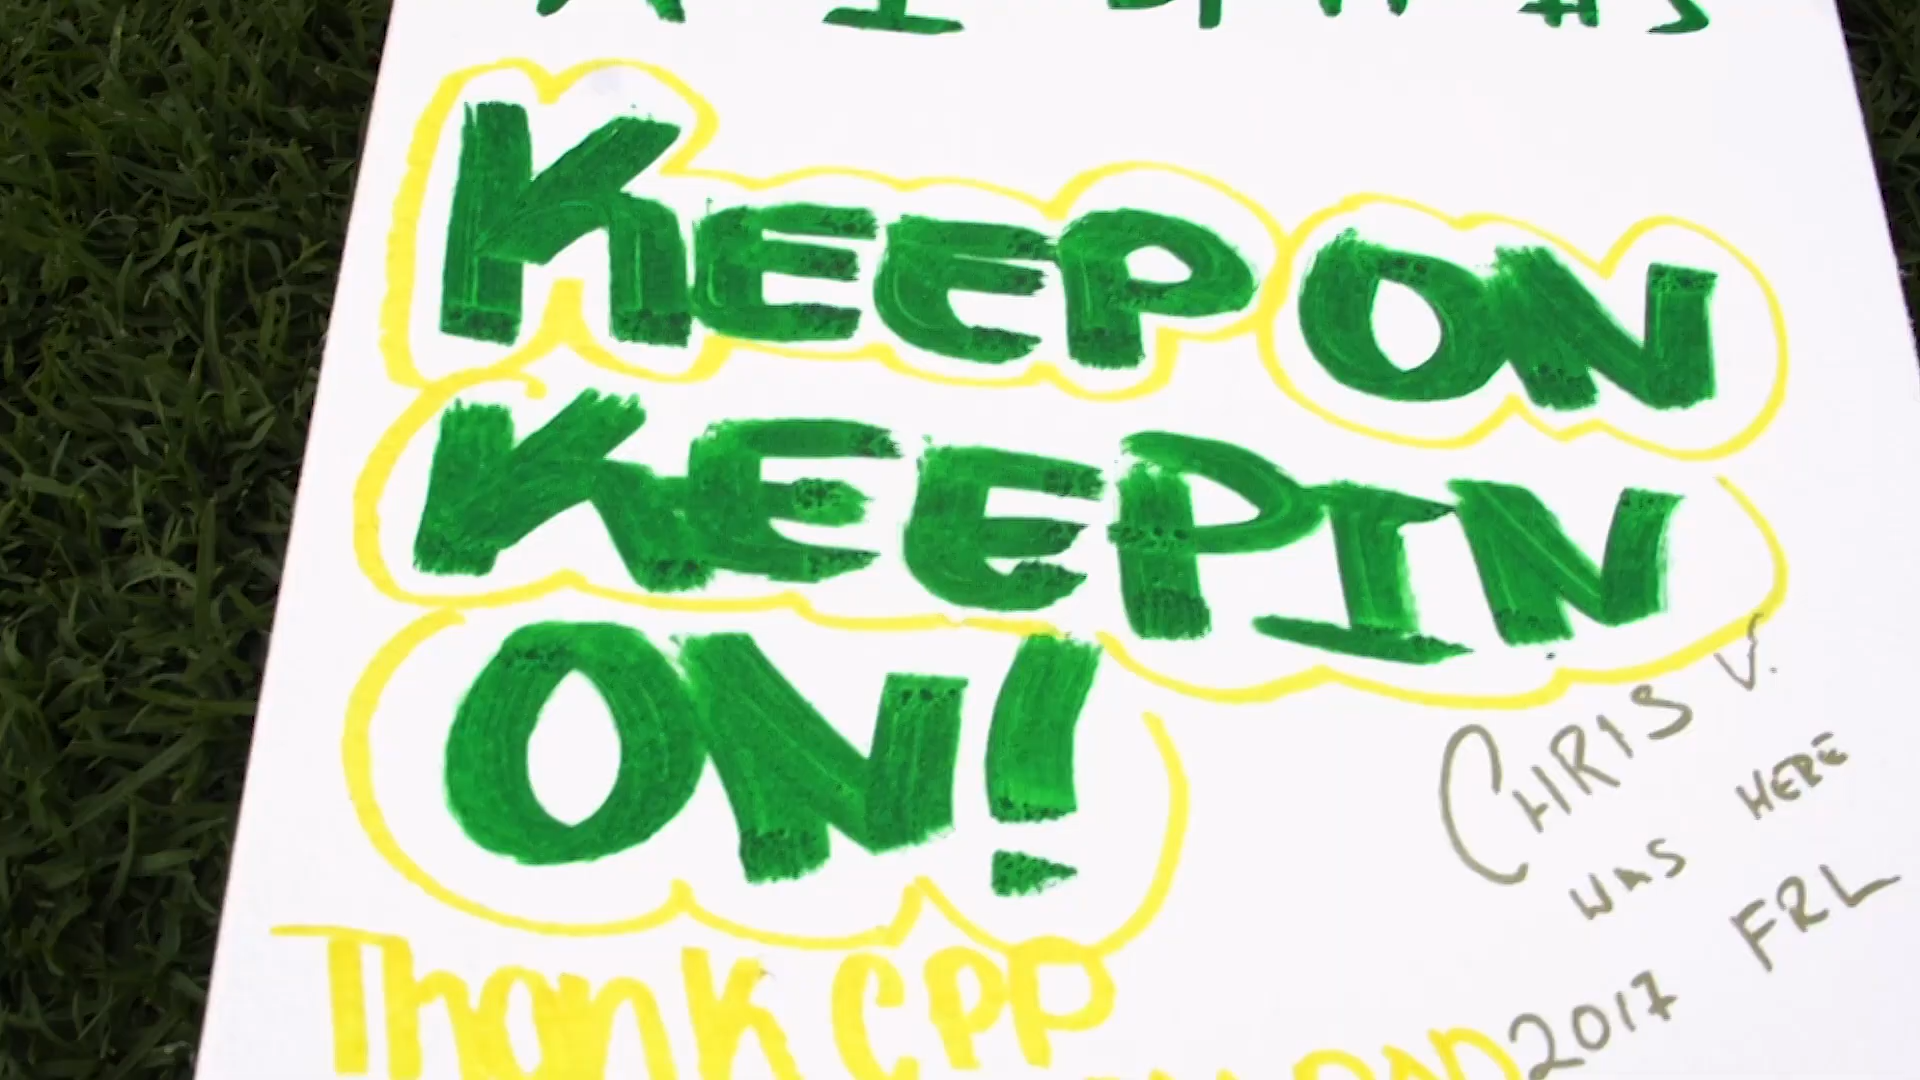 KEEP ON
KEEPIN
ON!
CHRIS V.
WAS HERE
FRL
2017
Thank CPP